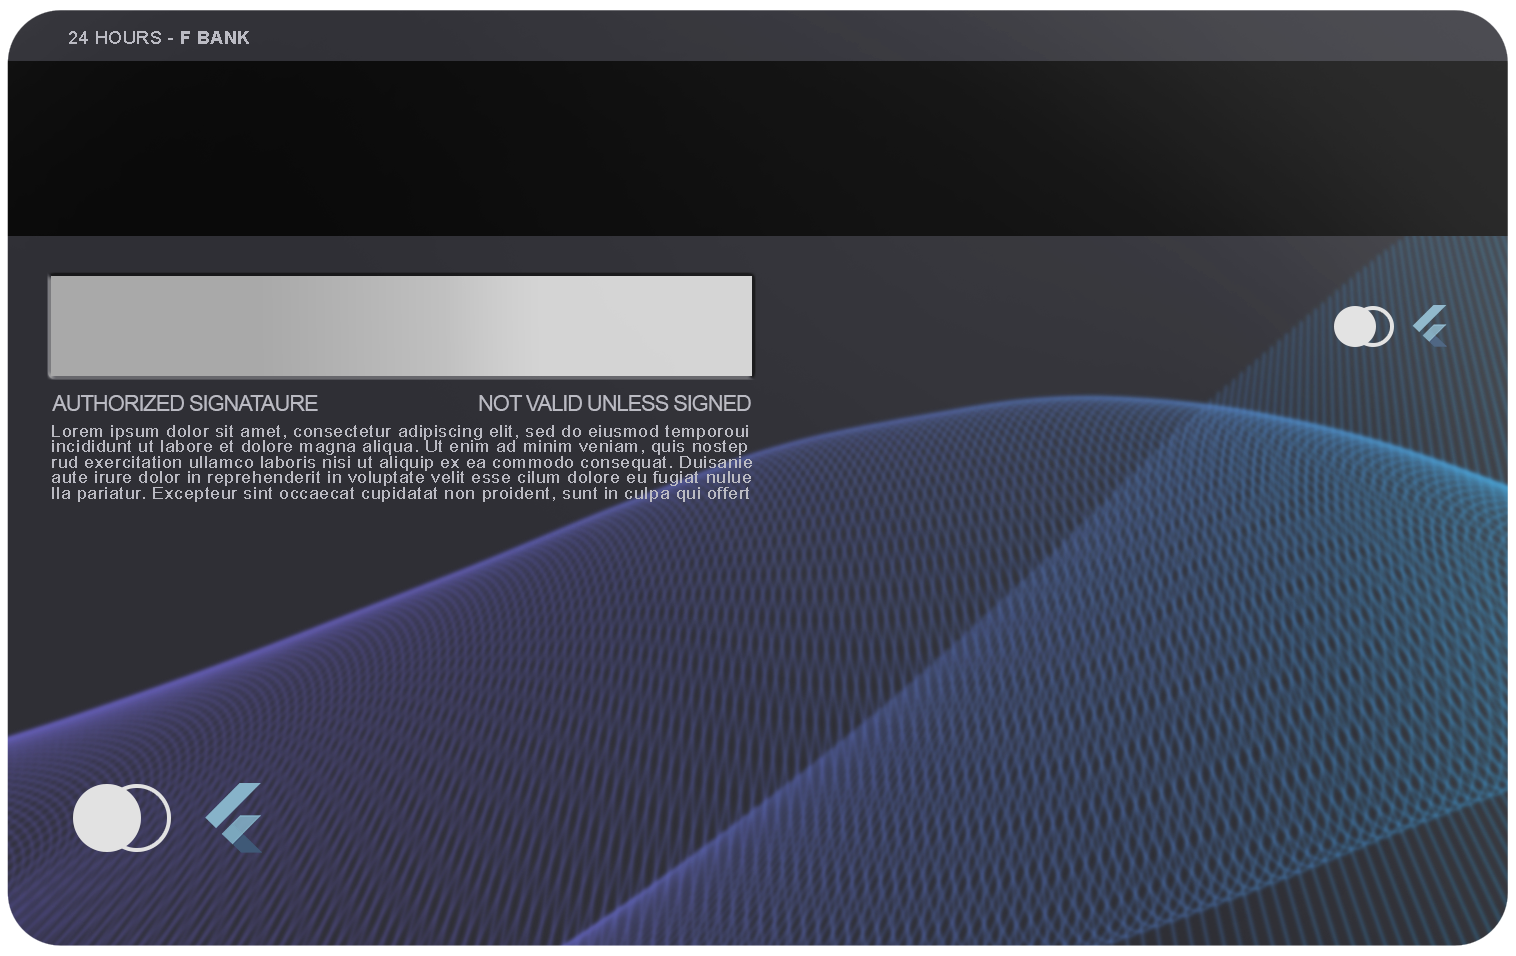 24 HOURS - F BANK
AUTHORIZED SIGNATAURE NOT VALID UNLESS SIGNED
Lorem ipsum dolor sit amet, consectetur adipiscing elit, sed do eiusmod temporoui
incididunt ut labore et dolore magna aliqua. Ut enim ad minim veniam, quis nostep
rud exercitation ullamco laboris nisi ut aliquip ex ea commodo consequat. Duisanie
aute irure dolor in reprehenderit in voluptate velit esse cilum dolore eu fugiat nulue
lla pariatur. Excepteur sint occaecat cupidatat non proident, sunt in culpa qui offert